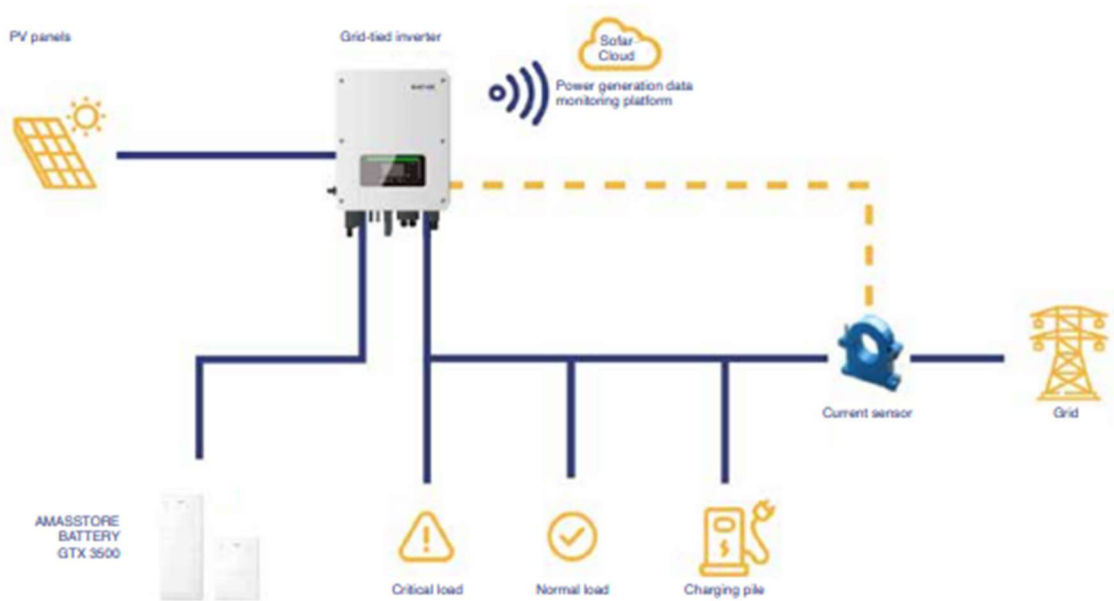 PV panels
Grid-tied inverter
Sofar
Cloud
Power generation data
monitoring platform
Current sensor
Grid
AMASSTORE
BATTERY
GTX 3500
Critical load
Normal load
Charging pile